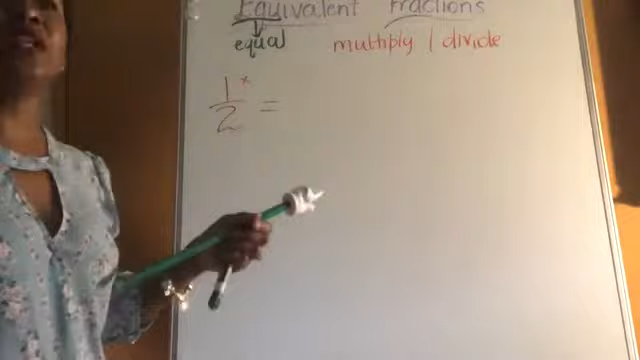 Equivalent Fractions
equal multiply / divide
1 x
2 =